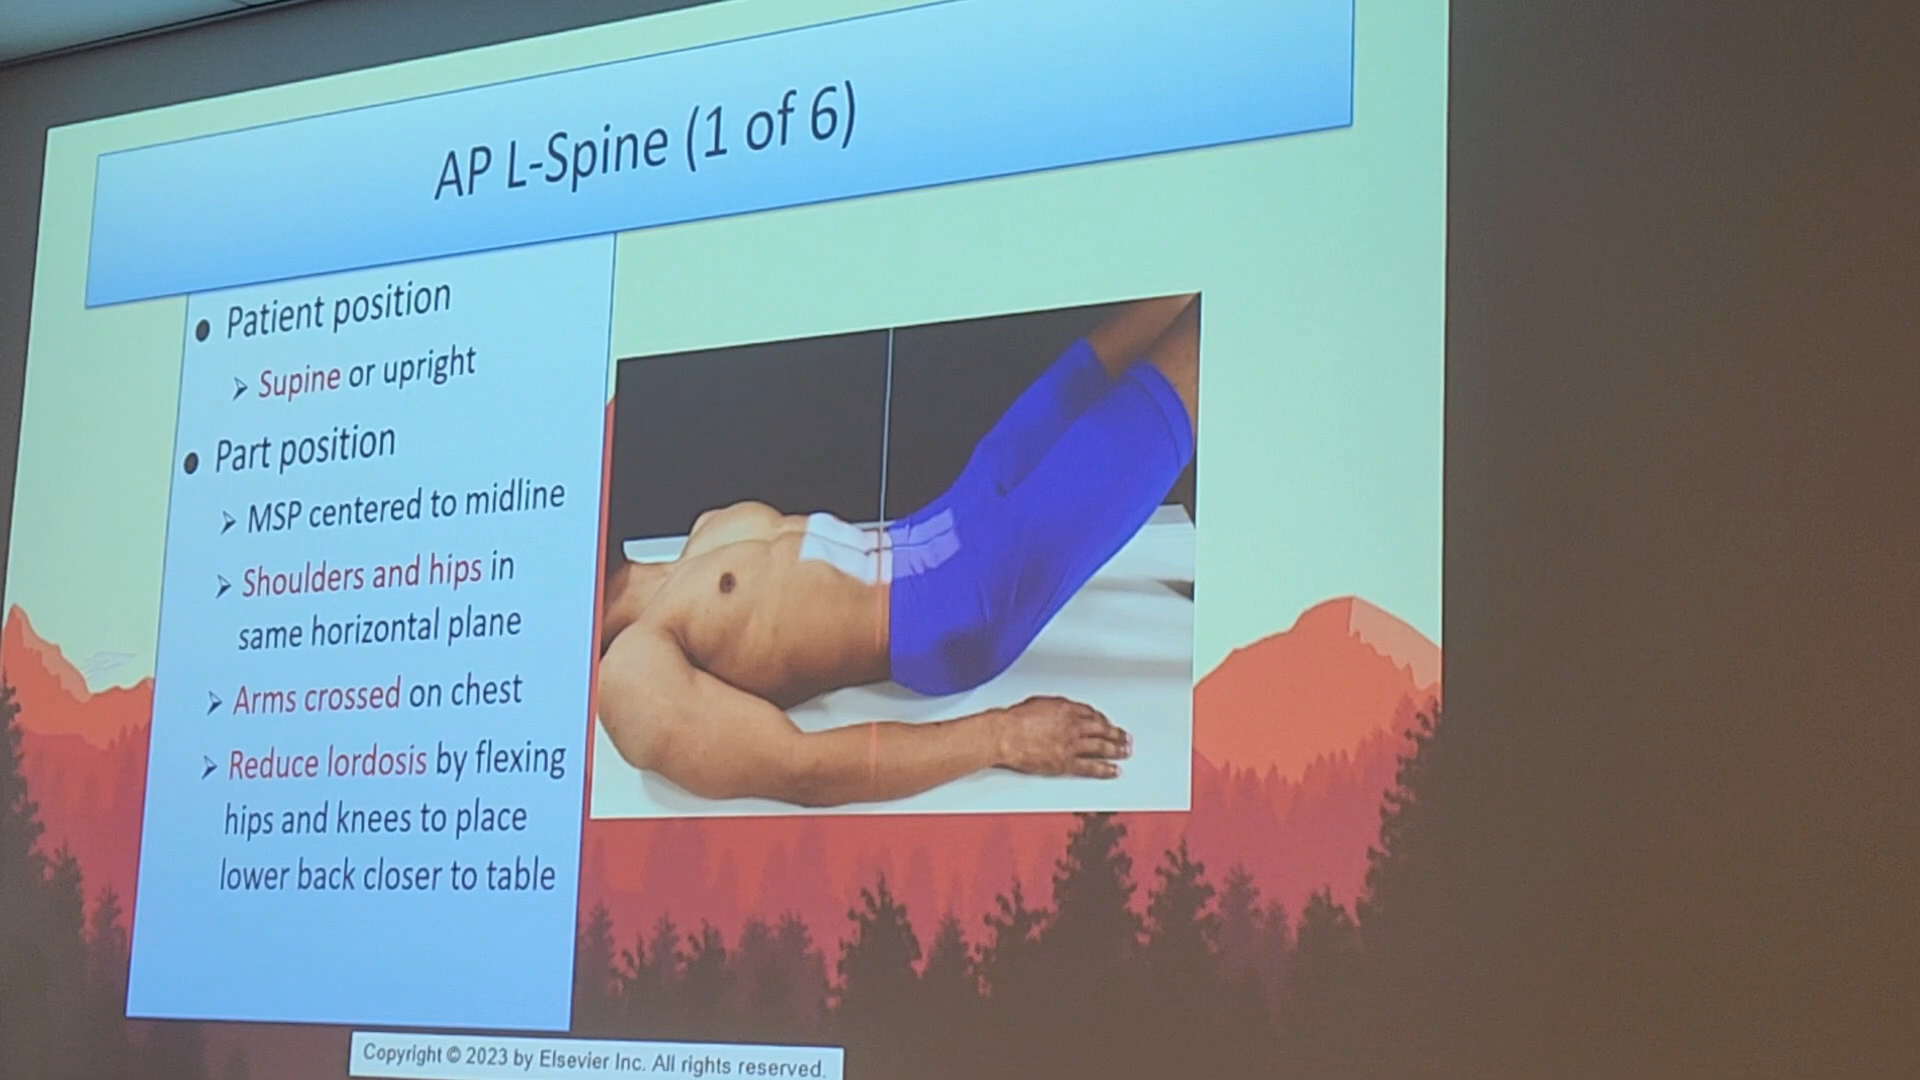 AP L-Spine (1 of 6)
• Patient position
➢ Supine or upright
• Part position
➢ MSP centered to midline
➢ Shoulders and hips in
same horizontal plane
➢ Arms crossed on chest
➢ Reduce lordosis by flexing
hips and knees to place
lower back closer to table
Copyright © 2023 by Elsevier Inc. All rights reserved.